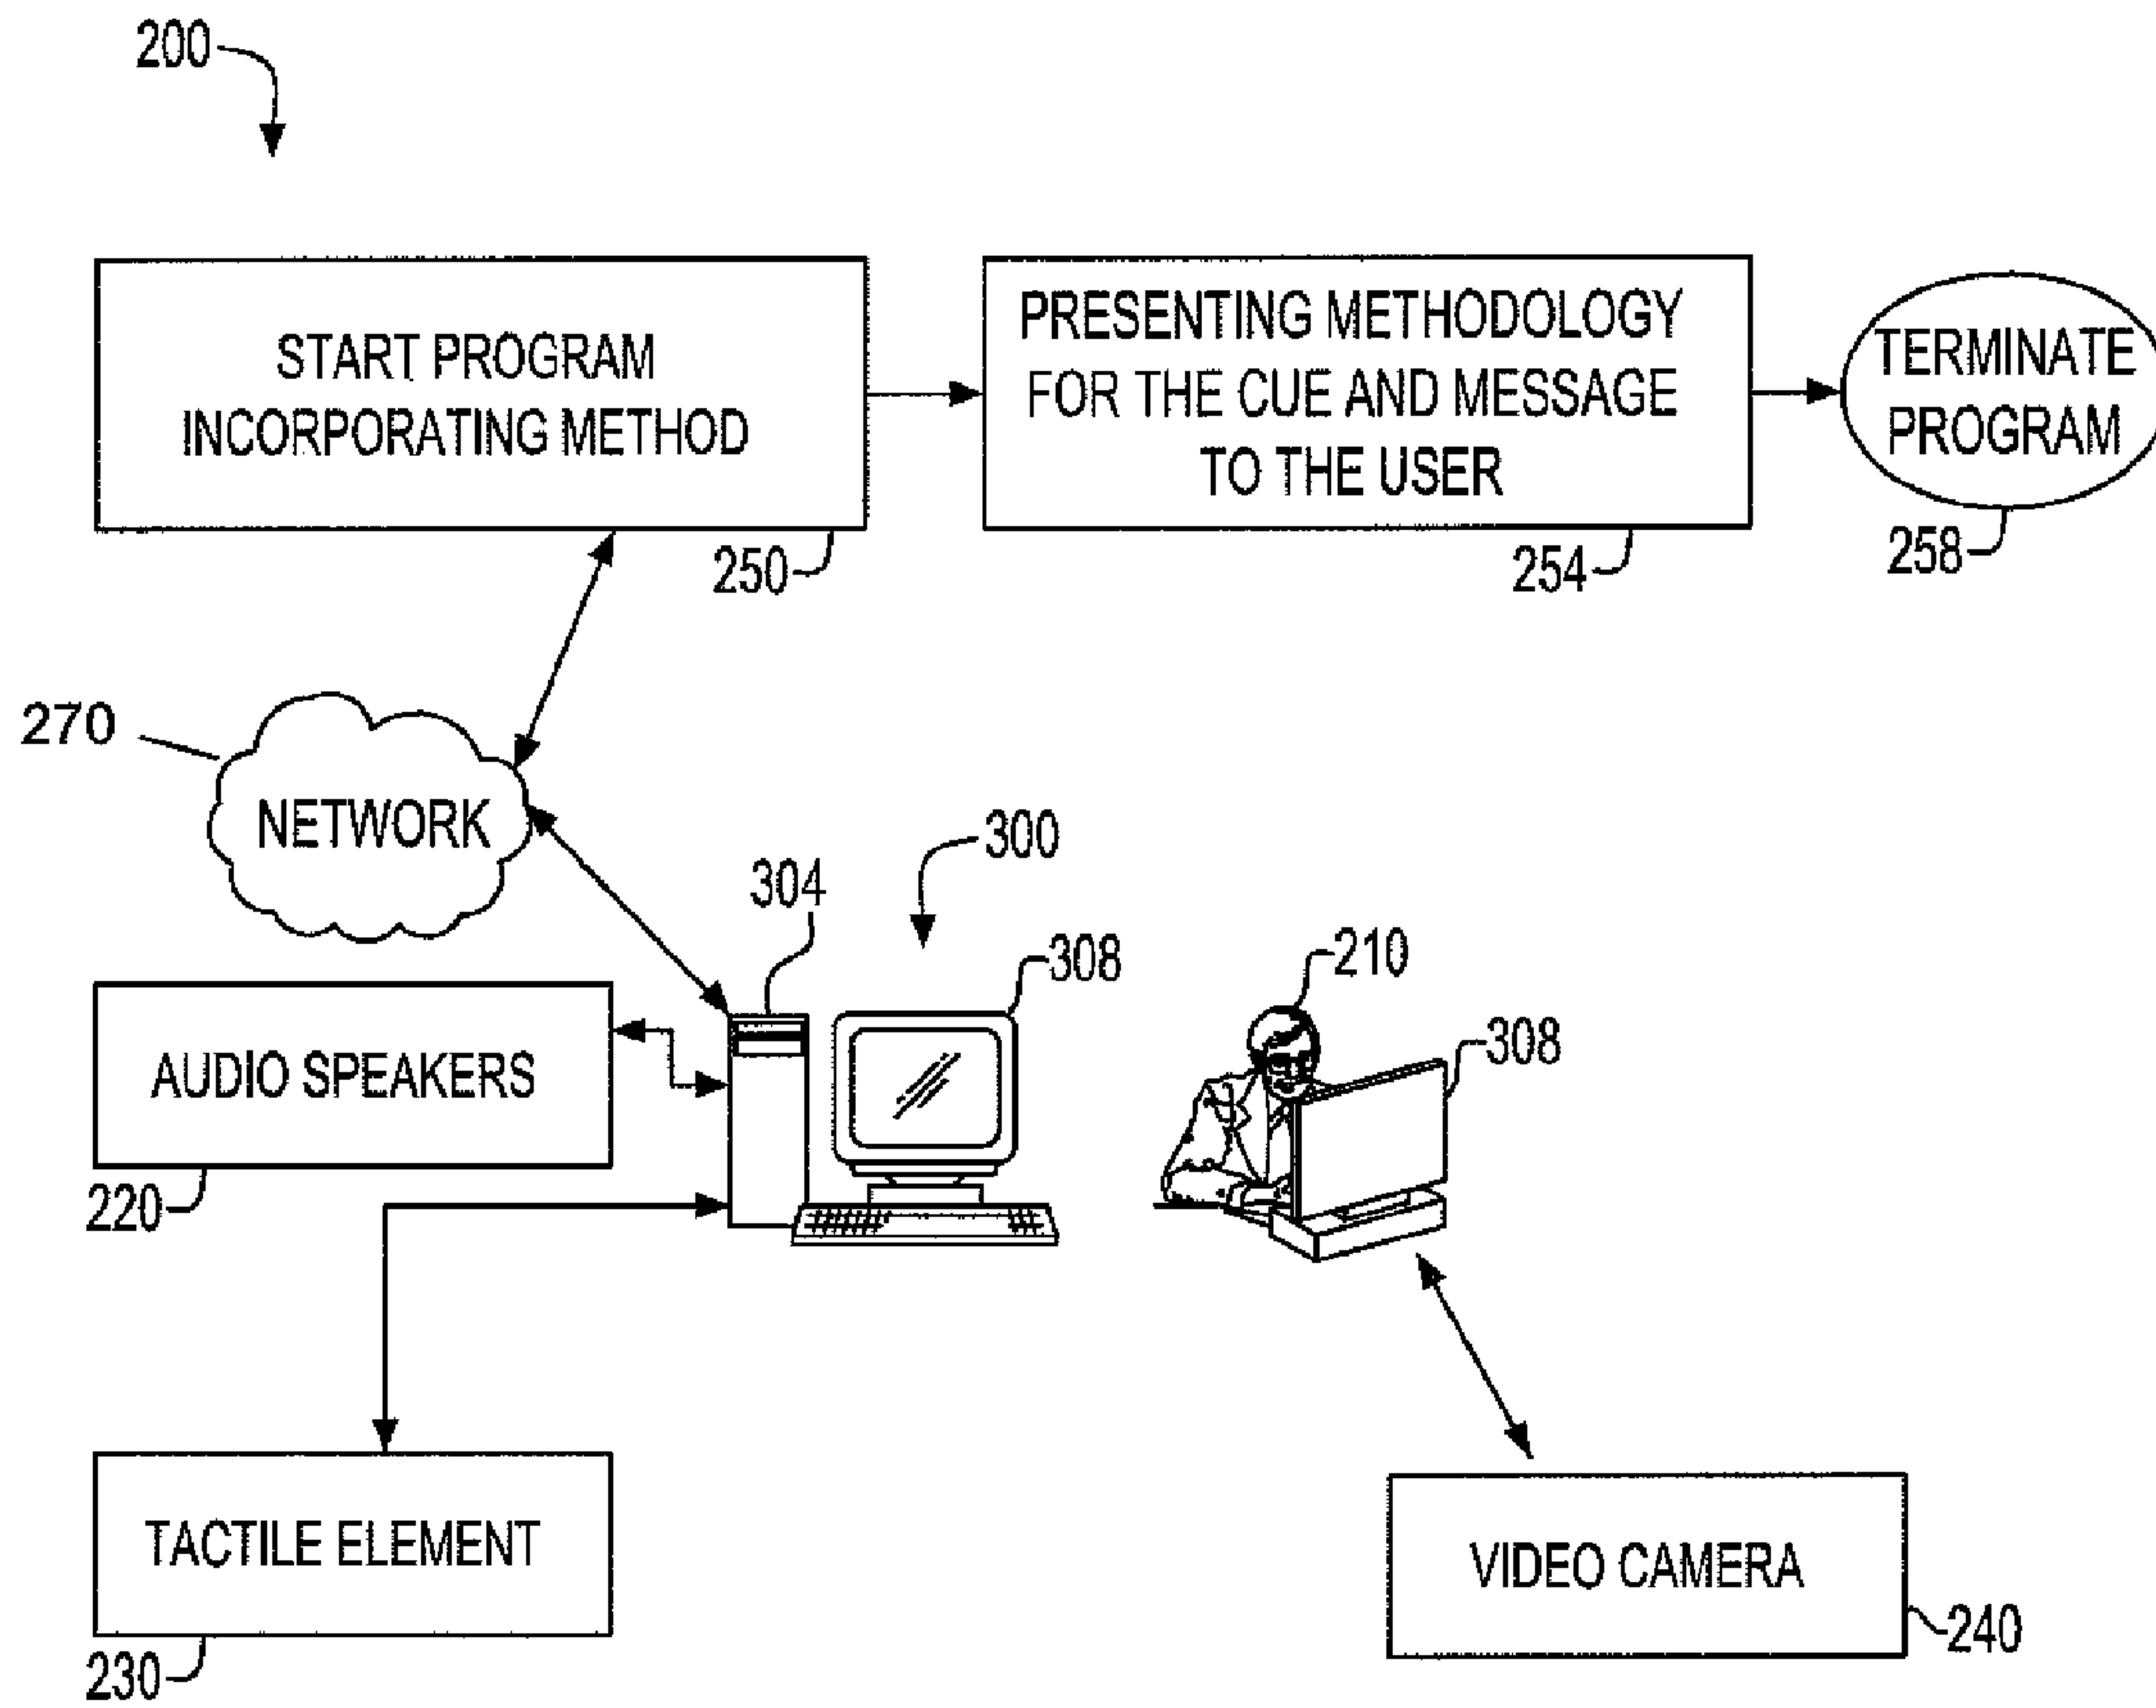 200
START PROGRAM
INCORPORATING METHOD
250
PRESENTING METHODOLOGY
FOR THE CUE AND MESSAGE
TO THE USER
254
TERMINATE
PROGRAM
258
270
NETWORK
300
304
308
210
308
AUDIO SPEAKERS
220
TACTILE ELEMENT
230
VIDEO CAMERA
240